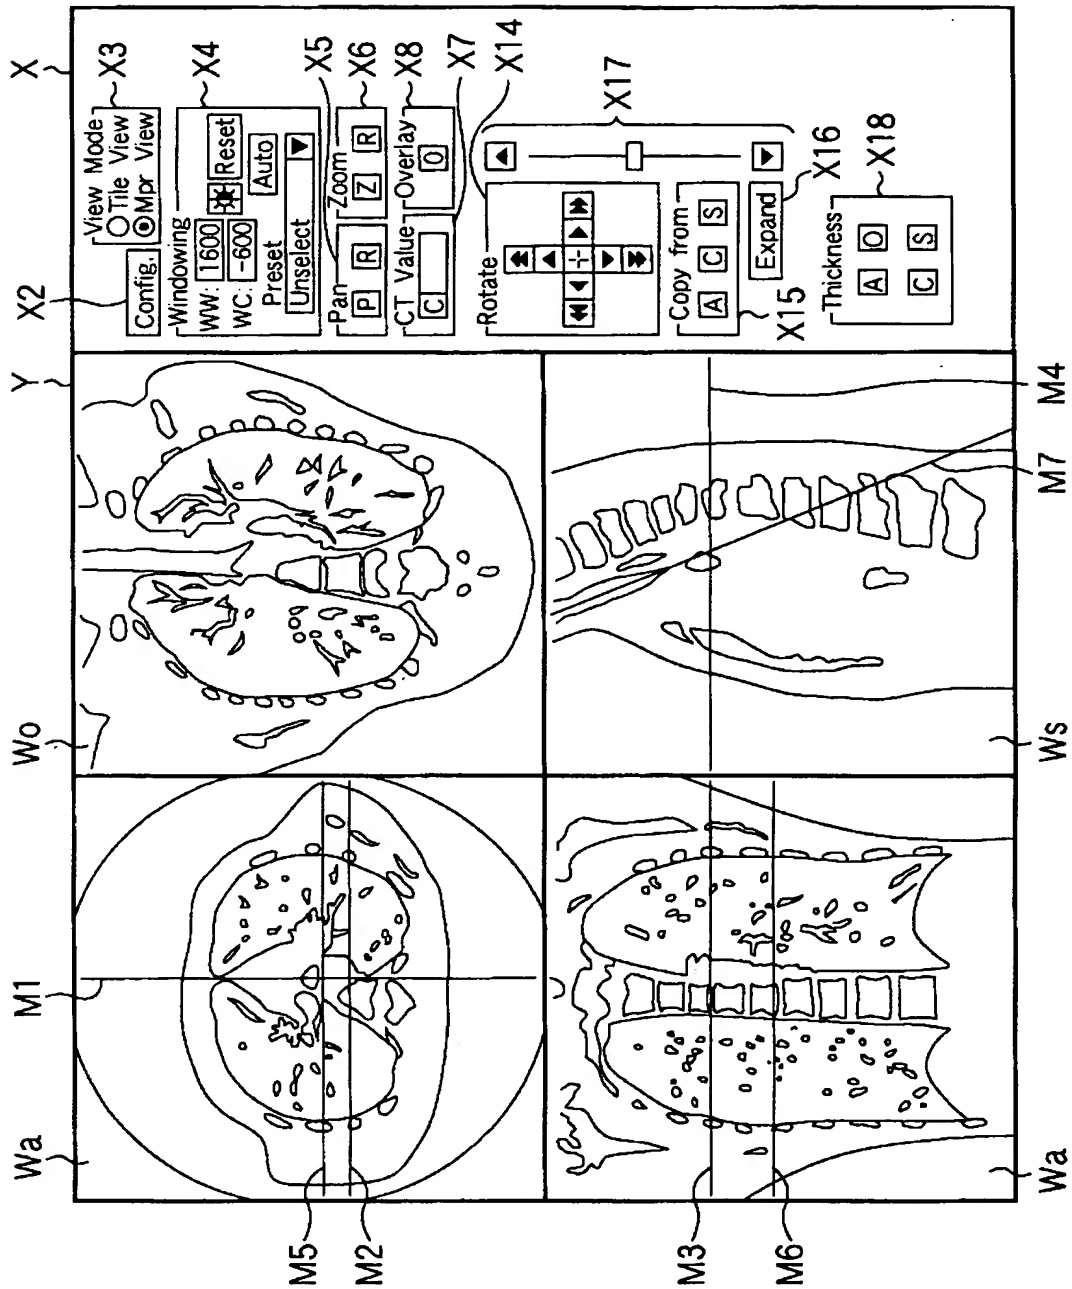 X
Y
X2
Config.
View Mode
Tile View
Mpr View
X3
Windowing
WW: 1600
WC: -600
Reset
Auto
Preset
Unselect
X4
X5
Pan
P R
Zoom
Z R
X6
CT Value
C
Overlay
O
X8
X7
X14
Rotate
X17
Copy from
A C S
X15
Expand
X16
Thickness
A O
C S
X18
Wo
Wa
M1
M5
M2
M3
M6
Wa
Ws
M4
M7